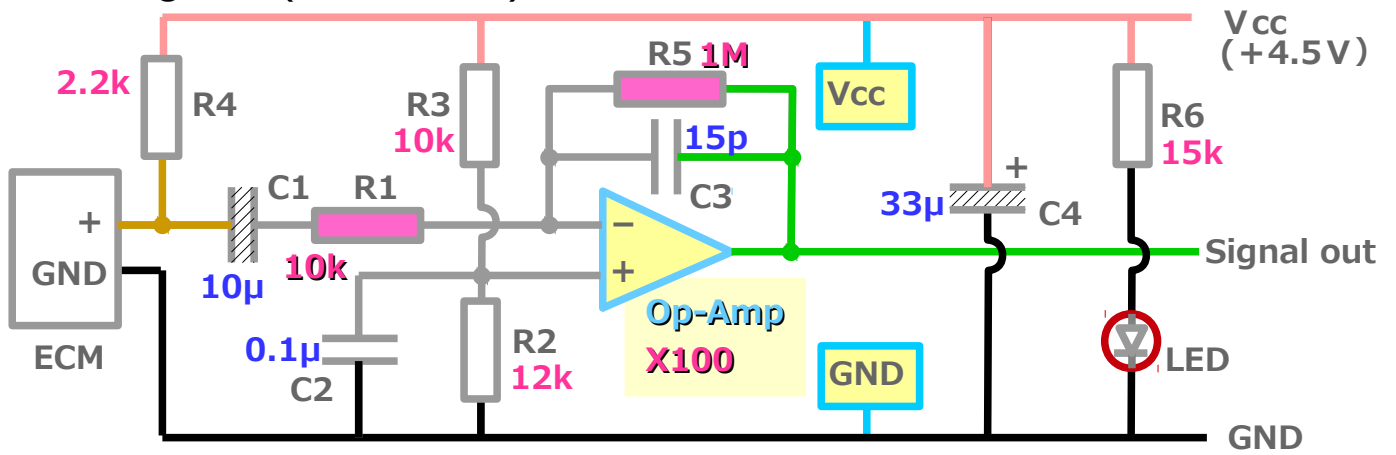 Vcc
(+4.5V)
R5 1M
2.2k
R4
R3
10k
Vcc
R6
15k
15p
C1
R1
C3
+
33μ
C4
+
GND
−
+
10k
10μ
Signal out
Op-Amp
X100
ECM
0.1μ
C2
R2
12k
GND
LED
GND